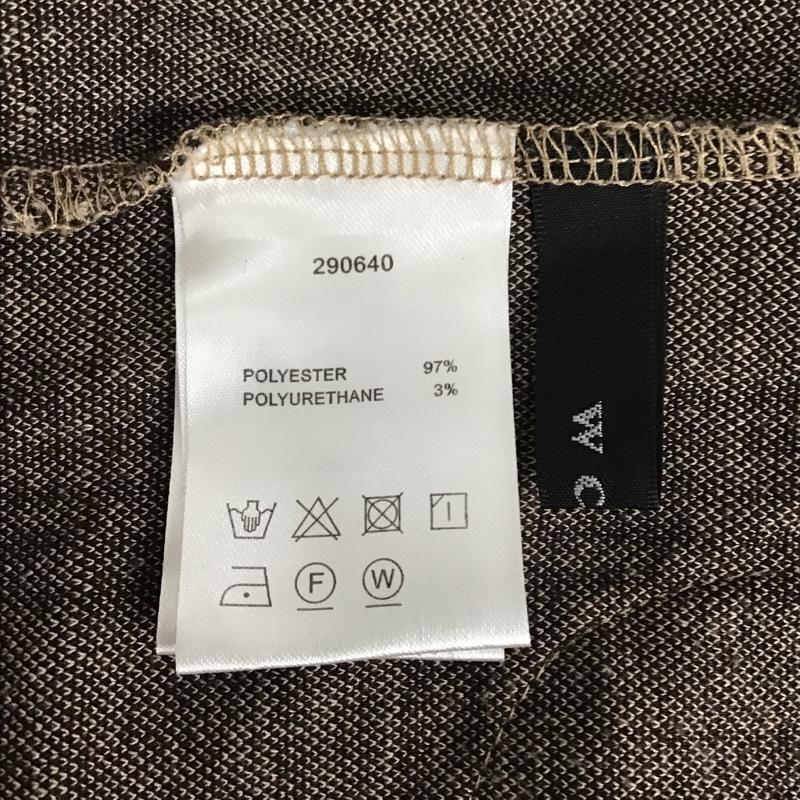 290640
POLYESTER 97%
POLYURETHANE 3%
F W
W